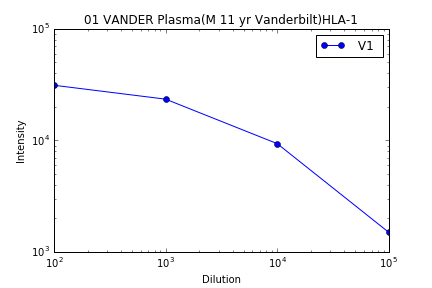 01 VANDER Plasma(M 11 yr Vanderbilt)HLA-1
V1
Intensity
10^5
10^4
10^3
10^2 10^3 10^4 10^5
Dilution